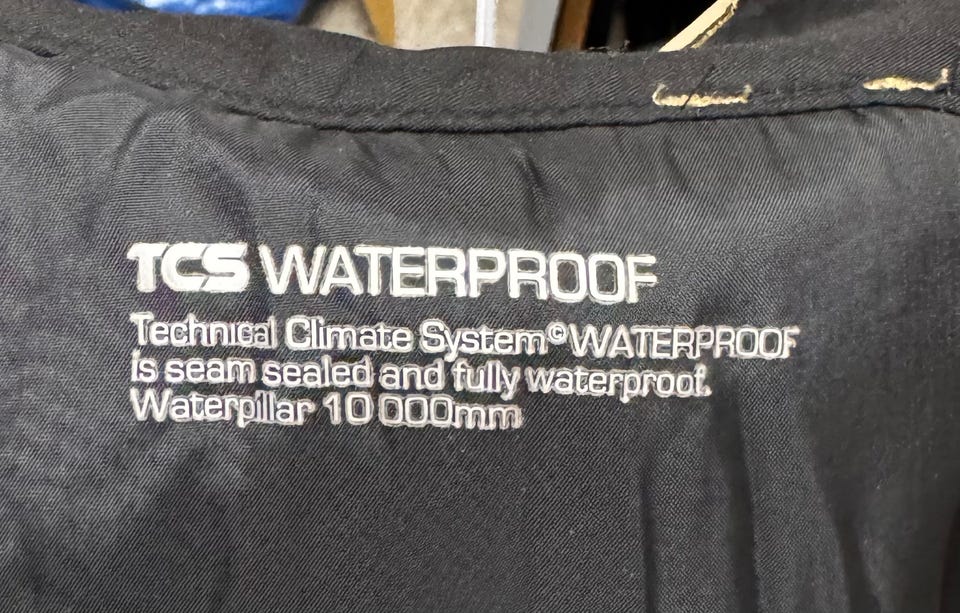 TCS WATERPROOF
Technical Climate System©WATERPROOF
is seam sealed and fully waterproof.
Waterpillar 10 000mm